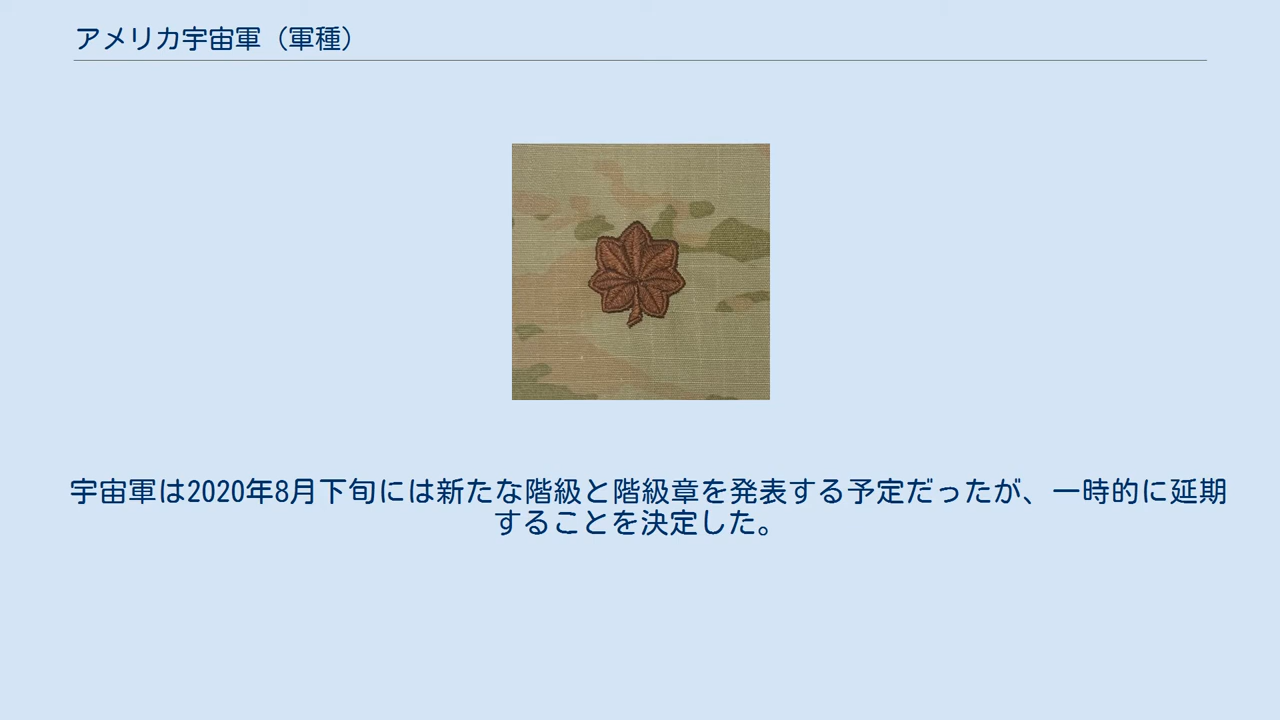 アメリカ宇宙軍（軍種）
宇宙軍は2020年8月下旬には新たな階級と階級章を発表する予定だったが、一時的に延期
することを決定した。